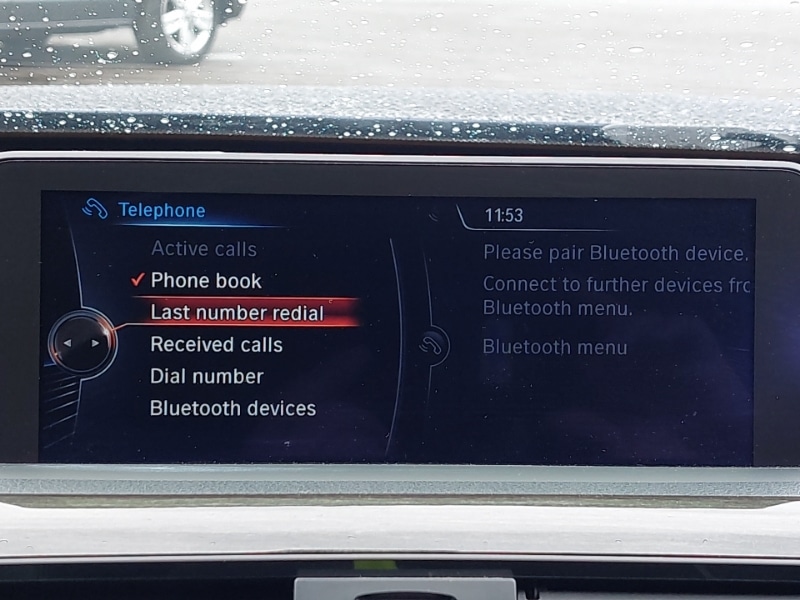 Telephone
Active calls
Phone book
Last number redial
Received calls
Dial number
Bluetooth devices
11:53
Please pair Bluetooth device.
Connect to further devices frc
Bluetooth menu.
Bluetooth menu